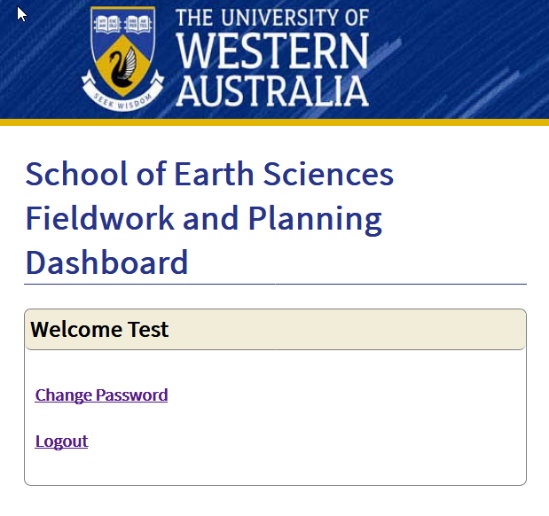 THE UNIVERSITY OF
WESTERN
AUSTRALIA
SEEK WISDOM
School of Earth Sciences
Fieldwork and Planning
Dashboard
Welcome Test
Change Password
Logout